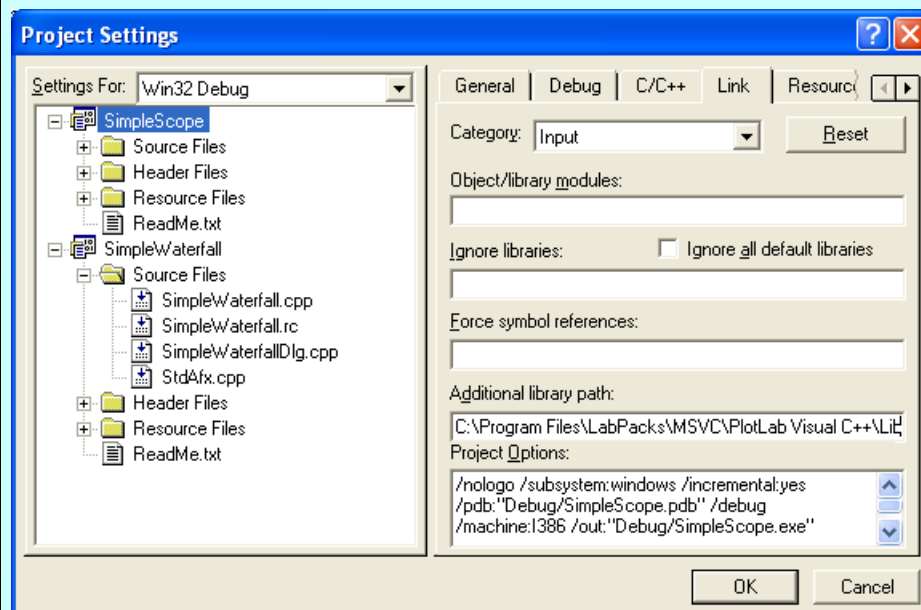 Project Settings
Settings For: Win32 Debug
SimpleScope
Source Files
Header Files
Resource Files
ReadMe.txt
SimpleWaterfall
Source Files
SimpleWaterfall.cpp
SimpleWaterfall.rc
SimpleWaterfallDlg.cpp
StdAfx.cpp
Header Files
Resource Files
ReadMe.txt
General Debug C/C++ Link Resourc
Category: Input Reset
Object/library modules:
Ignore libraries: Ignore all default libraries
Force symbol references:
Additional library path:
C:\Program Files\LabPacks\MSVC\PlotLab Visual C++\Lib
Project Options:
/nologo /subsystem:windows /incremental:yes
/pdb:"Debug/SimpleScope.pdb" /debug
/machine:I386 /out:"Debug/SimpleScope.exe"
OK Cancel